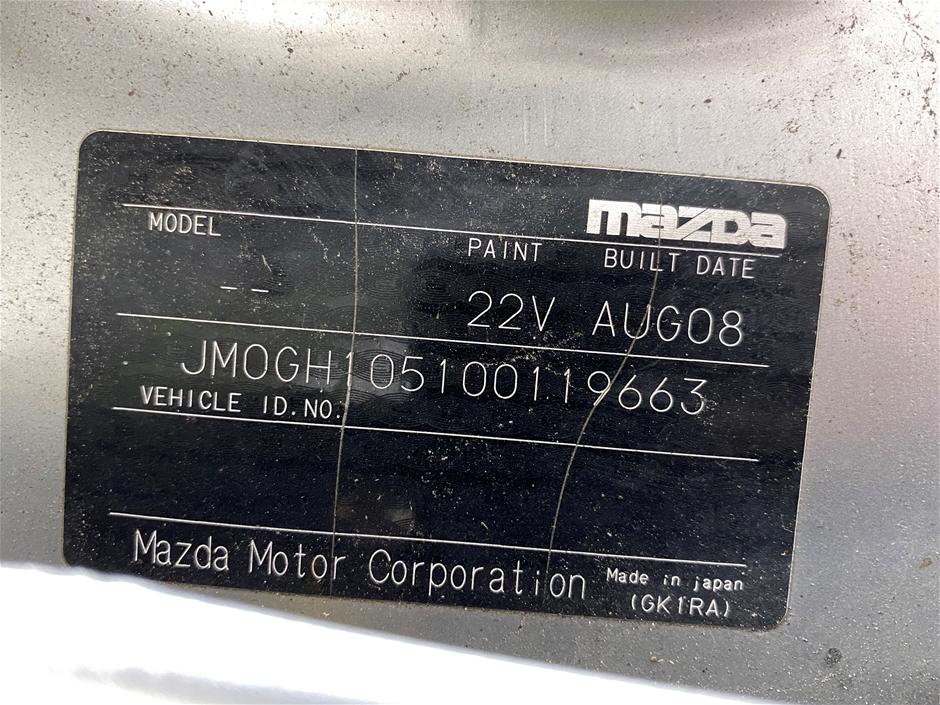 mazda
MODEL PAINT BUILT DATE
-- 22V AUG08
JM0GH105100119663
VEHICLE ID.NO.
Mazda Motor Corporation Made in japan
(GK1RA)